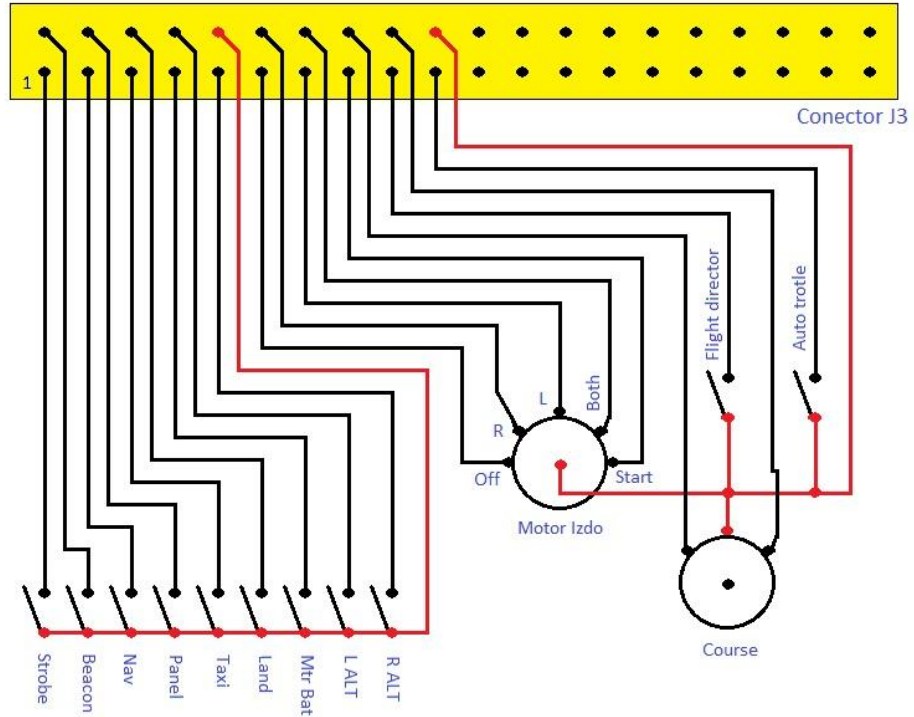 1
Conector J3
Flight director
Auto trotle
L
Both
R
Off
Start
Motor Izdo
Course
Strobe
Beacon
Nav
Panel
Taxi
Land
Mtr Bat
L ALT
R ALT